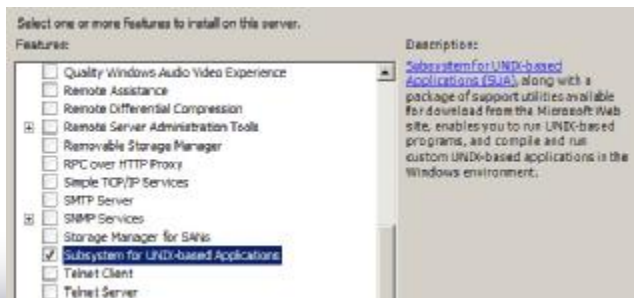 Select one or more features to install on this server.
Features:
Quality Windows Audio Video Experience
Remote Assistance
Remote Differential Compression
Remote Server Administration Tools
Removable Storage Manager
RPC over HTTP Proxy
Simple TCP/IP Services
SMTP Server
SNMP Services
Storage Manager for SANs
Subsystem for UNIX-based Applications
Telnet Client
Telnet Server
Description:
Subsystem for UNIX-based
Applications (SUA), along with a
package of support utilities available
for download from the Microsoft Web
site, enables you to run UNIX-based
programs, and compile and run
custom UNIX-based applications in the
Windows environment.